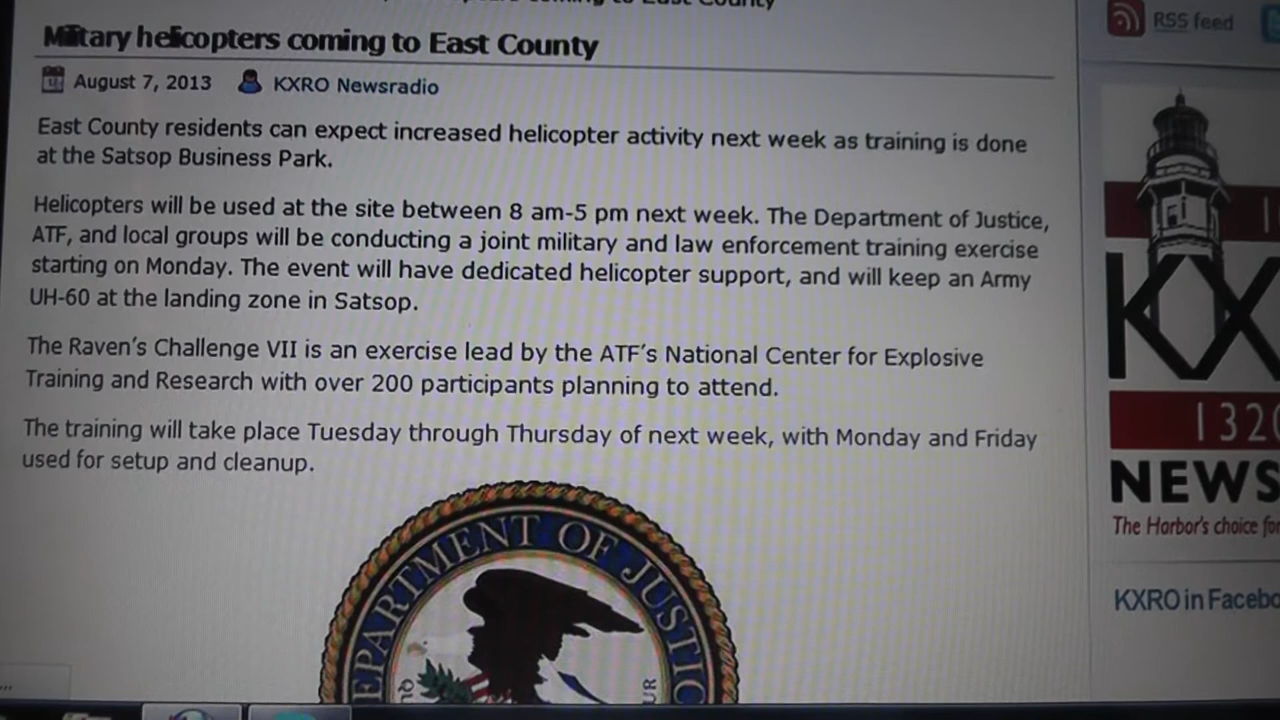 East County
Military helicopters coming to East County
August 7, 2013 KXRO Newsradio
East County residents can expect increased helicopter activity next week as training is done
at the Satsop Business Park.
Helicopters will be used at the site between 8 am-5 pm next week. The Department of Justice,
ATF, and local groups will be conducting a joint military and law enforcement training exercise
starting on Monday. The event will have dedicated helicopter support, and will keep an Army
UH-60 at the landing zone in Satsop.
The Raven's Challenge VII is an exercise lead by the ATF's National Center for Explosive
Training and Research with over 200 participants planning to attend.
The training will take place Tuesday through Thursday of next week, with Monday and Friday
used for setup and cleanup.
EPARTMENT OF JUSTIC
QU
UR
RSS feed
KX
132
NEWS
The Harbor's choice fo
KXRO in Facebo